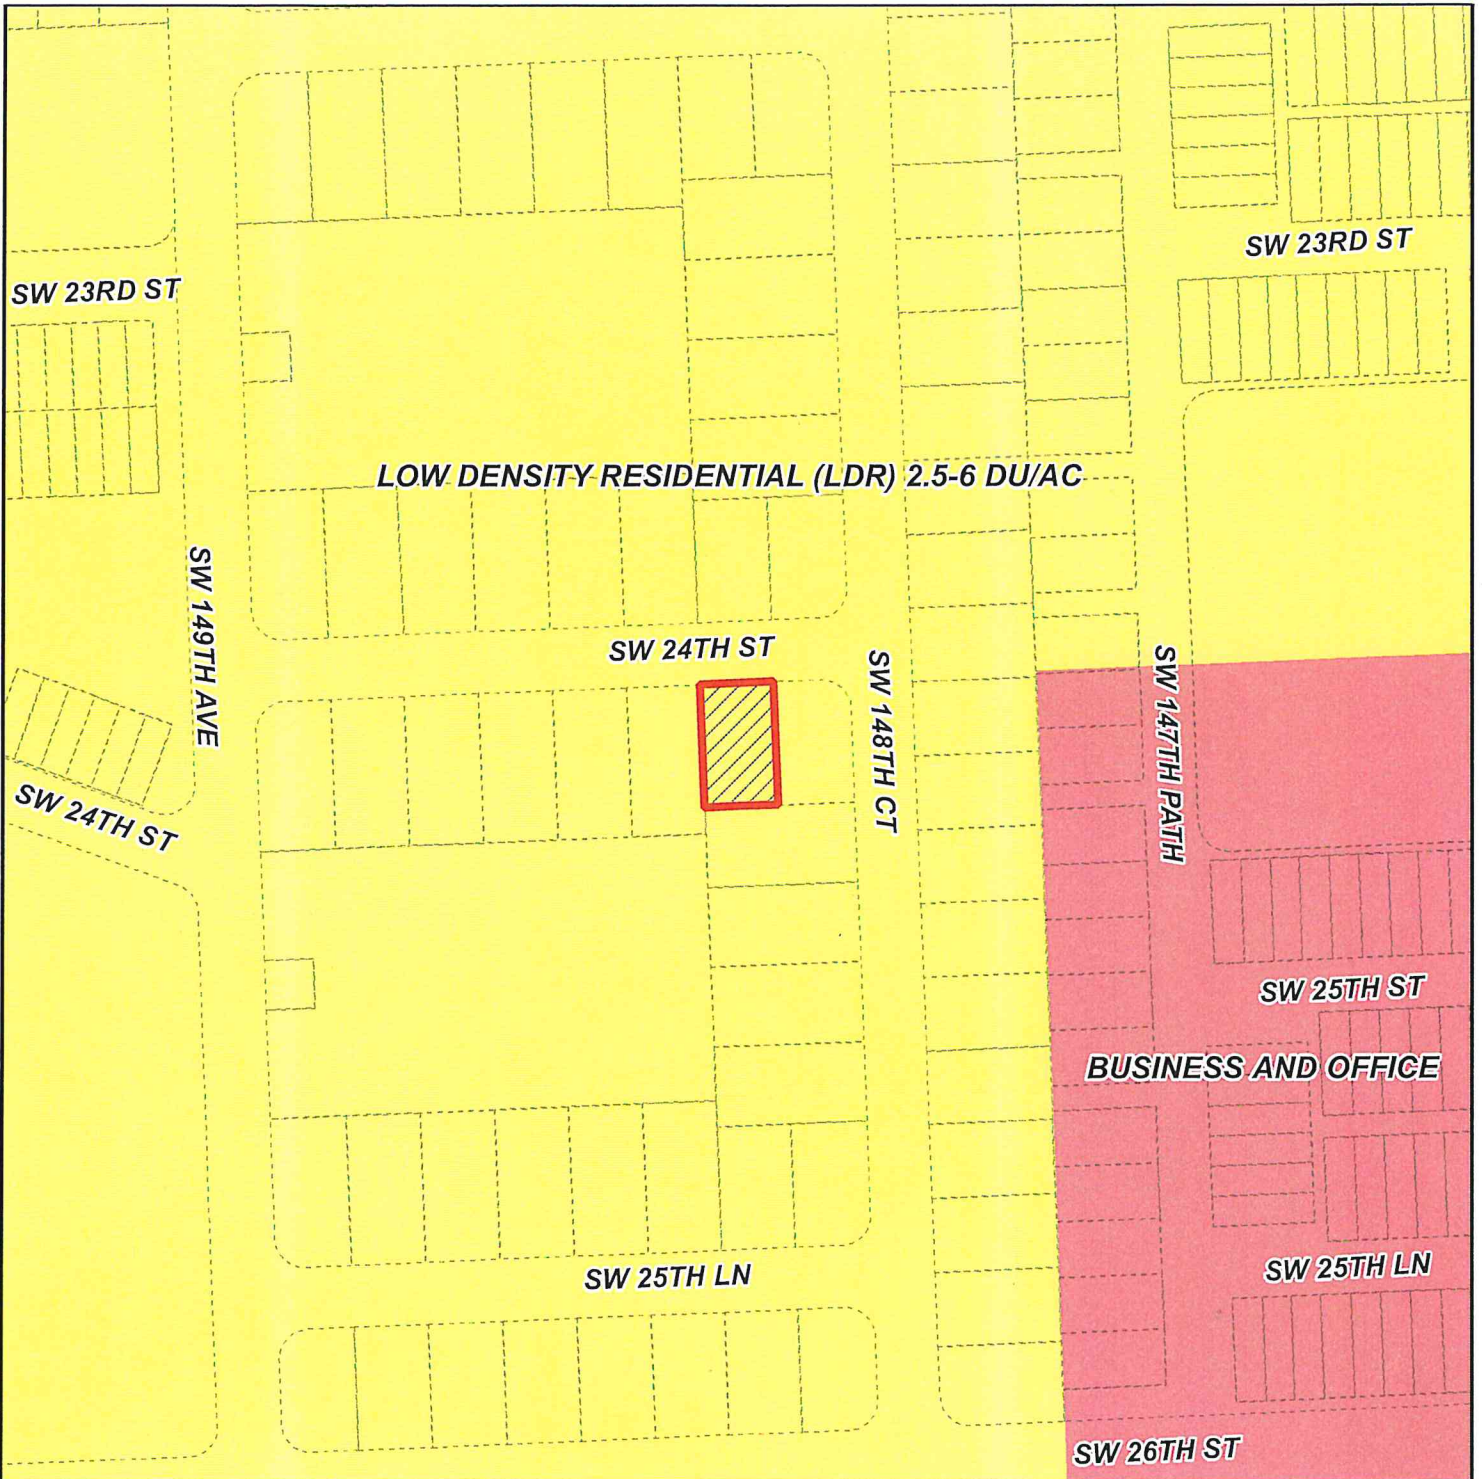 SW 23RD ST
SW 23RD ST
LOW DENSITY RESIDENTIAL (LDR) 2.5-6 DU/AC
SW 149TH AVE
SW 24TH ST
SW 148TH CT
SW 147TH PATH
SW 24TH ST
SW 25TH ST
BUSINESS AND OFFICE
SW 25TH LN
SW 25TH LN
SW 26TH ST